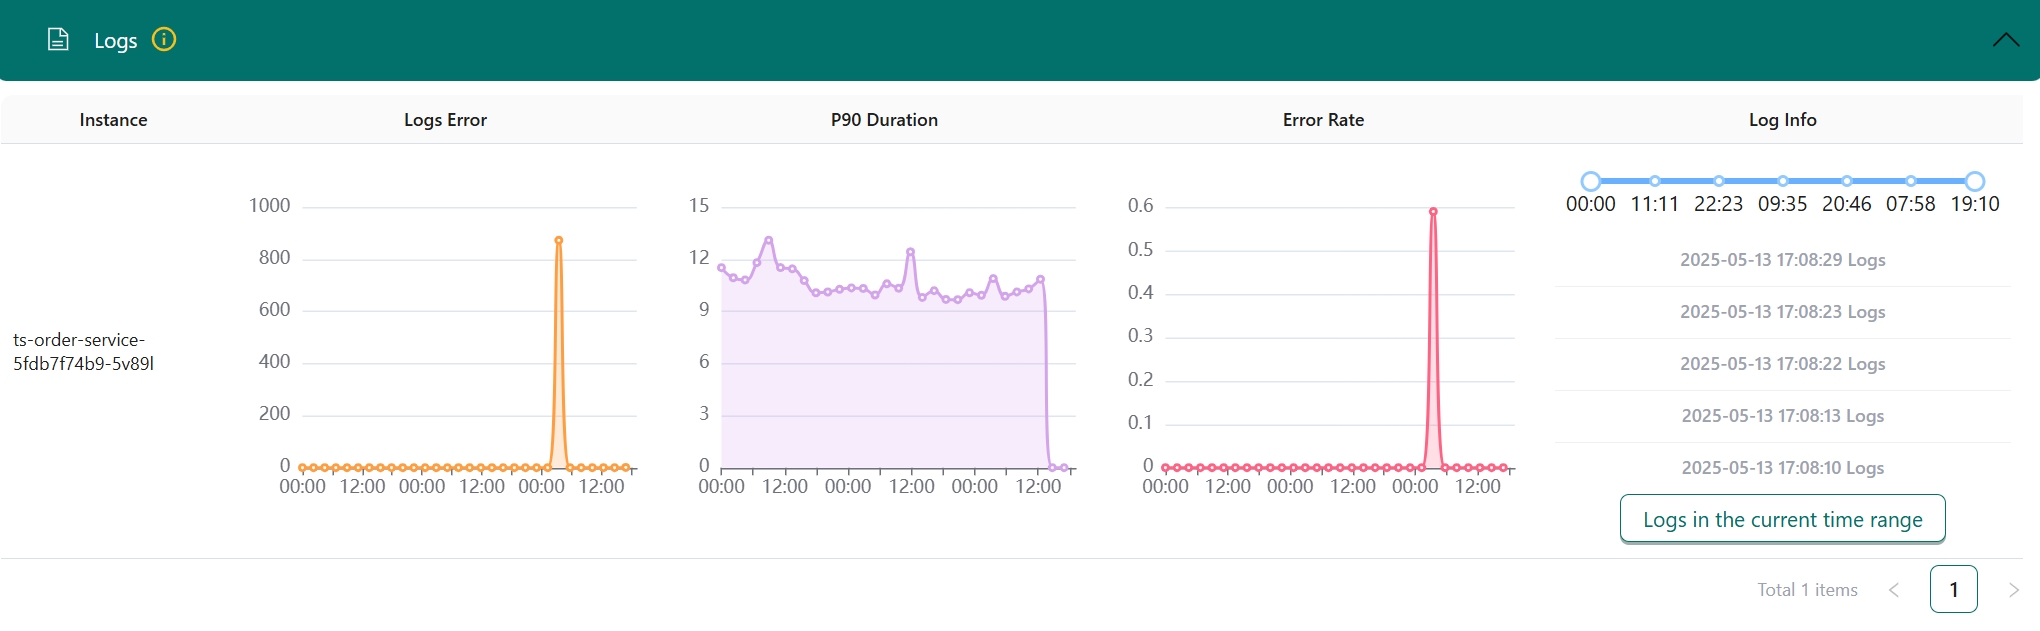 Logs
Instance
Logs Error
P90 Duration
Error Rate
Log Info
ts-order-service-
5fdb7f74b9-5v89l
1000
800
600
400
200
0
00:00 12:00 00:00 12:00 00:00 12:00
15
12
9
6
3
0
00:00 12:00 00:00 12:00 00:00 12:00
0.6
0.5
0.4
0.3
0.2
0.1
0
00:00 12:00 00:00 12:00 00:00 12:00
00:00 11:11 22:23 09:35 20:46 07:58 19:10
2025-05-13 17:08:29 Logs
2025-05-13 17:08:23 Logs
2025-05-13 17:08:22 Logs
2025-05-13 17:08:13 Logs
2025-05-13 17:08:10 Logs
Logs in the current time range
Total 1 items < 1 >